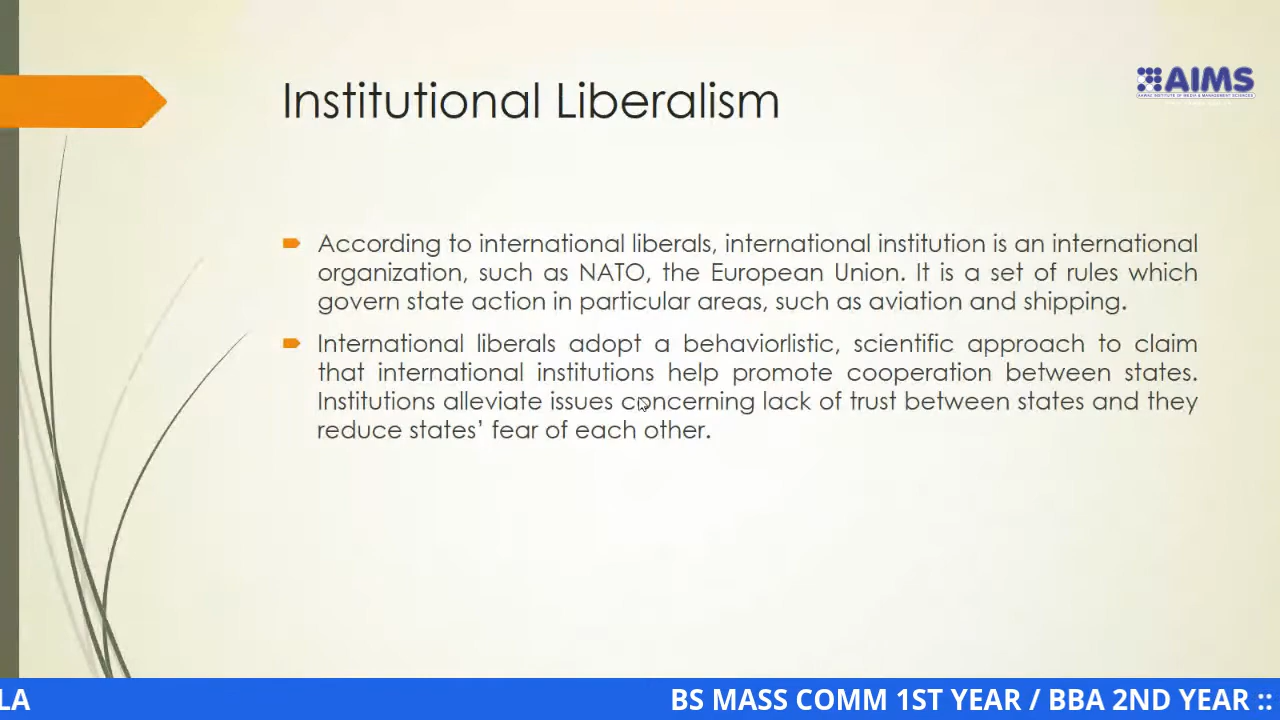 Institutional Liberalism
AIMS
According to international liberals, international institution is an international
organization, such as NATO, the European Union. It is a set of rules which
govern state action in particular areas, such as aviation and shipping.
International liberals adopt a behaviorlistic, scientific approach to claim
that international institutions help promote cooperation between states.
Institutions alleviate issues concerning lack of trust between states and they
reduce states’ fear of each other.
LA
BS MASS COMM 1ST YEAR / BBA 2ND YEAR ::